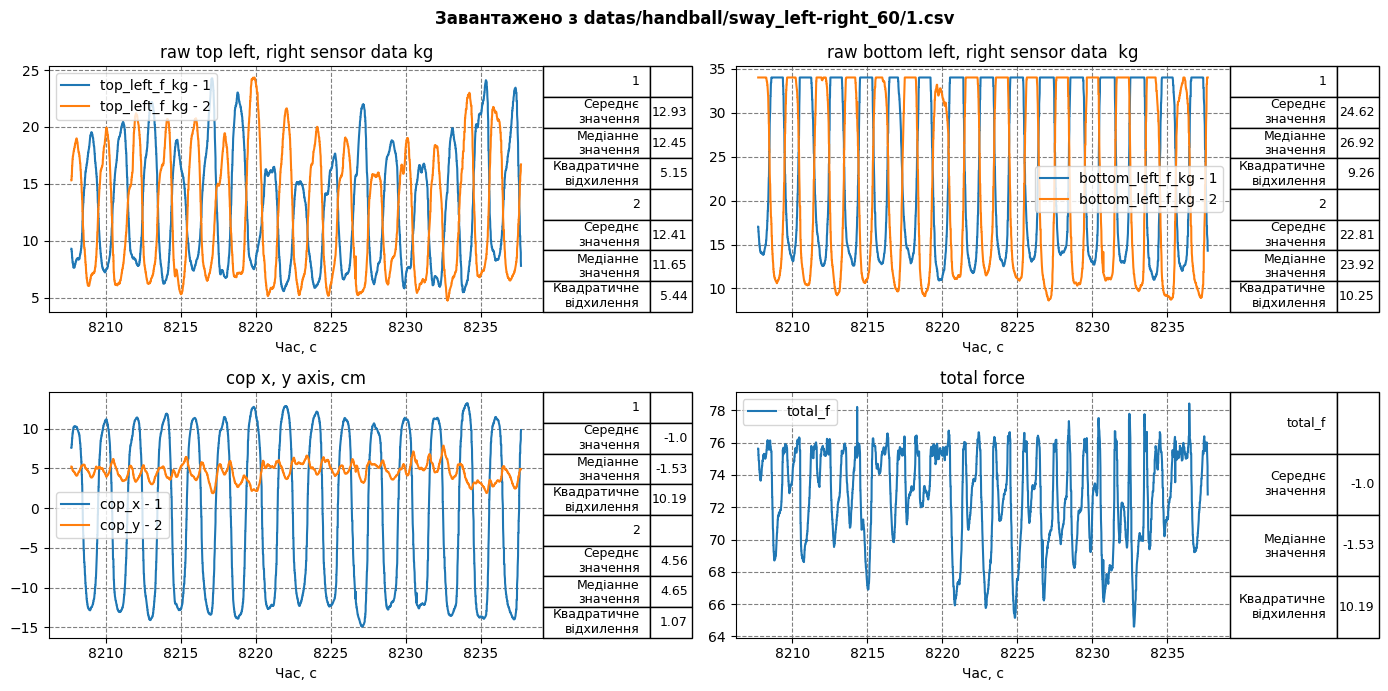 Завантажено з datas/handball/sway_left-right_60/1.csv
raw top left, right sensor data kg
25
20
15
10
5
8210 8215 8220 8225 8230 8235
Час, с
top_left_f_kg - 1
top_left_f_kg - 2
1
Середнє
значення
12.93
Медіанне
значення
12.45
Квадратичне
відхилення
5.15
2
Середнє
значення
12.41
Медіанне
значення
11.65
Квадратичне
відхилення
5.44
raw bottom left, right sensor data  kg
35
30
25
20
15
10
8210 8215 8220 8225 8230 8235
Час, с
bottom_left_f_kg - 1
bottom_left_f_kg - 2
1
Середнє
значення
24.62
Медіанне
значення
26.92
Квадратичне
відхилення
9.26
2
Середнє
значення
22.81
Медіанне
значення
23.92
Квадратичне
відхилення
10.25
cop x, y axis, cm
10
5
0
−5
−10
−15
8210 8215 8220 8225 8230 8235
Час, с
cop_x - 1
cop_y - 2
1
Середнє
значення
-1.0
Медіанне
значення
-1.53
Квадратичне
відхилення
10.19
2
Середнє
значення
4.56
Медіанне
значення
4.65
Квадратичне
відхилення
1.07
total force
78
76
74
72
70
68
66
64
8210 8215 8220 8225 8230 8235
Час, с
total_f
total_f
Середнє
значення
-1.0
Медіанне
значення
-1.53
Квадратичне
відхилення
10.19